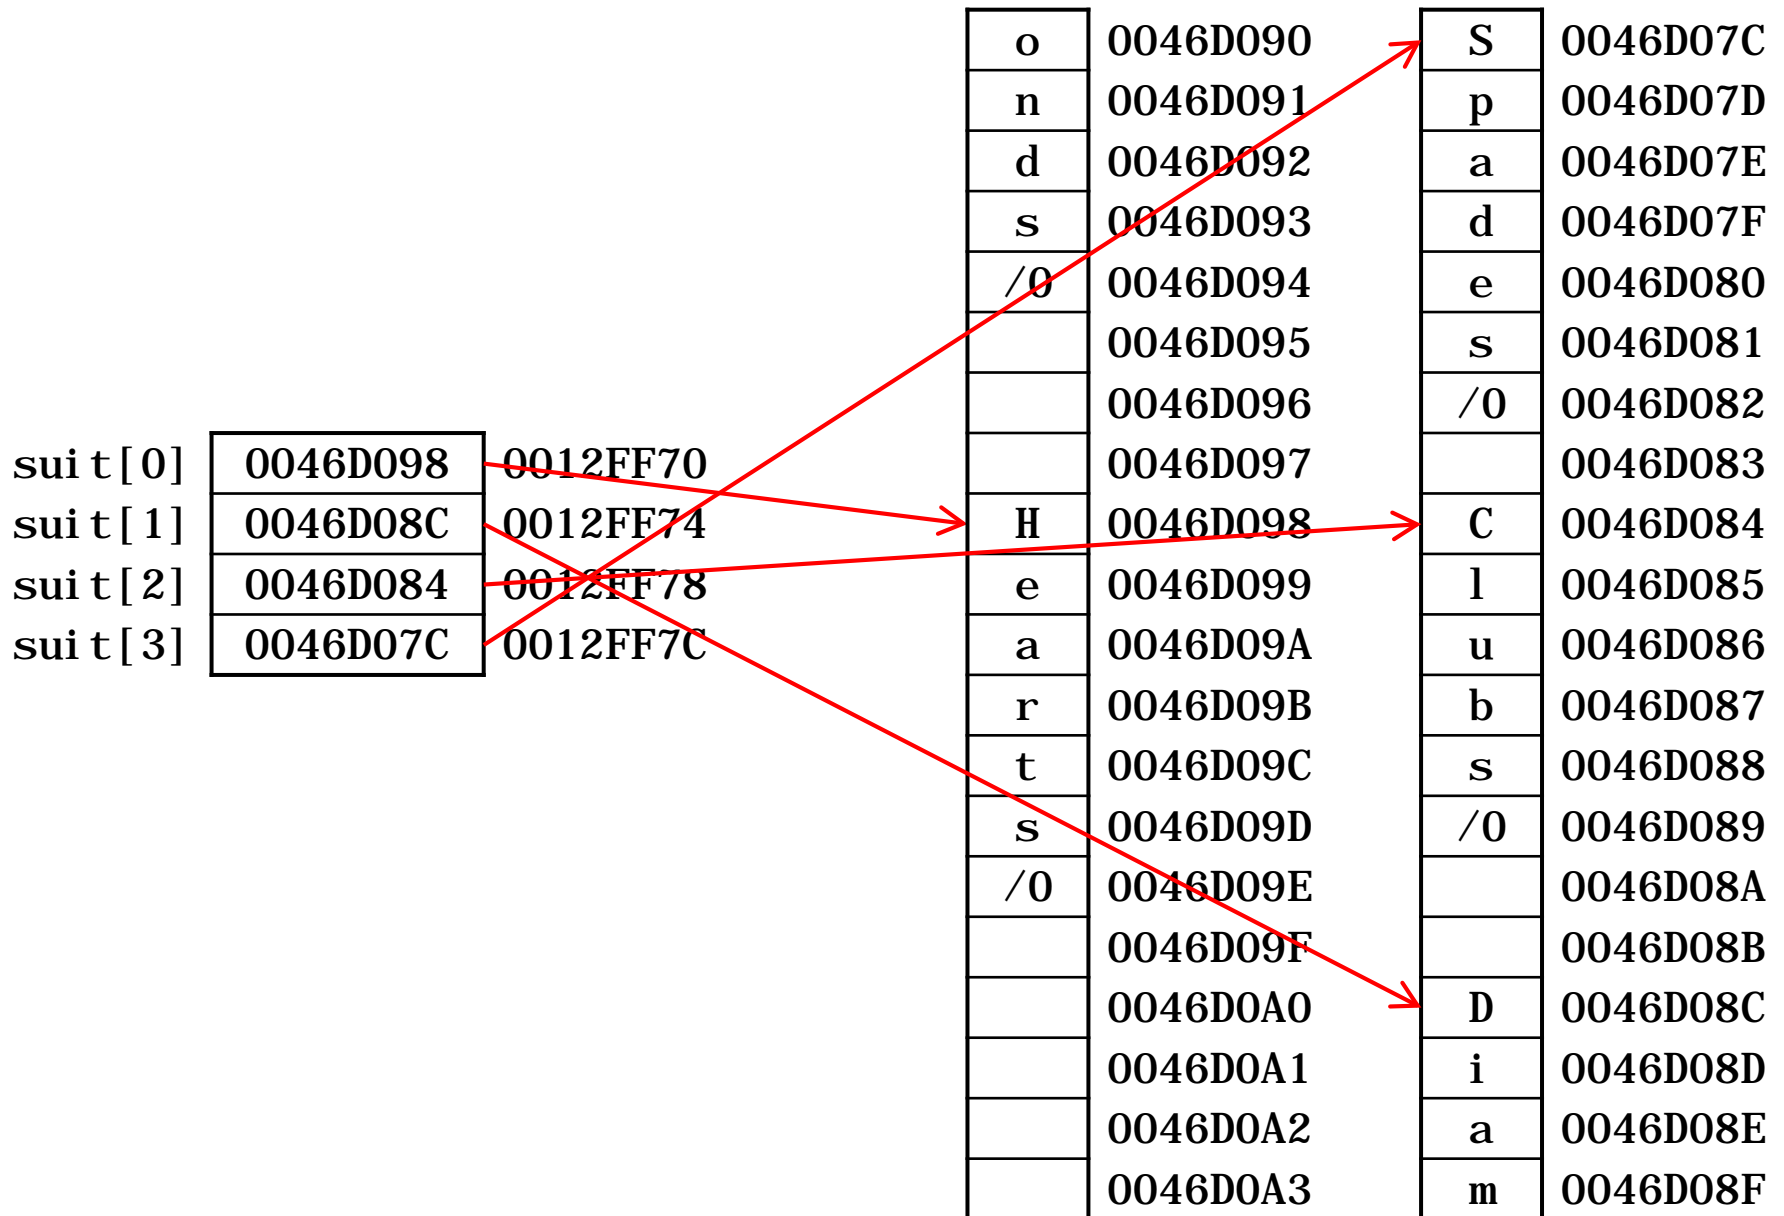 o 0046D090 S 0046D07C
n 0046D091 p 0046D07D
d 0046D092 a 0046D07E
s 0046D093 d 0046D07F
/0 0046D094 e 0046D080
0046D095 s 0046D081
0046D096 /0 0046D082
suit[0] 0046D098 0012FF70 0046D097 0046D083
suit[1] 0046D08C 0012FF74 H 0046D098 C 0046D084
suit[2] 0046D084 0012FF78 e 0046D099 l 0046D085
suit[3] 0046D07C 0012FF7C a 0046D09A u 0046D086
r 0046D09B b 0046D087
t 0046D09C s 0046D088
s 0046D09D /0 0046D089
/0 0046D09E 0046D08A
0046D09F 0046D08B
0046D0A0 D 0046D08C
0046D0A1 i 0046D08D
0046D0A2 a 0046D08E
0046D0A3 m 0046D08F